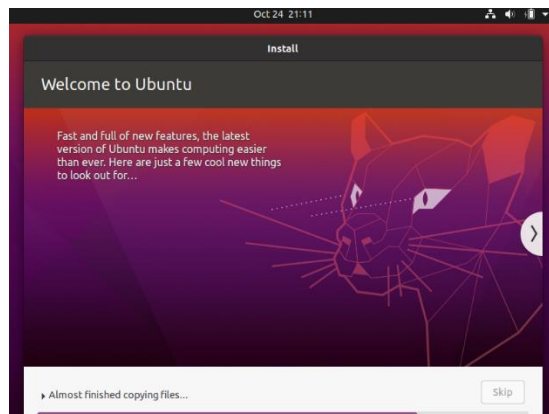 Oct 24 21:11
Install
Welcome to Ubuntu
Fast and full of new features, the latest
version of Ubuntu makes computing easier
than ever. Here are just a few cool new things
to look out for...
Almost finished copying files...
Skip